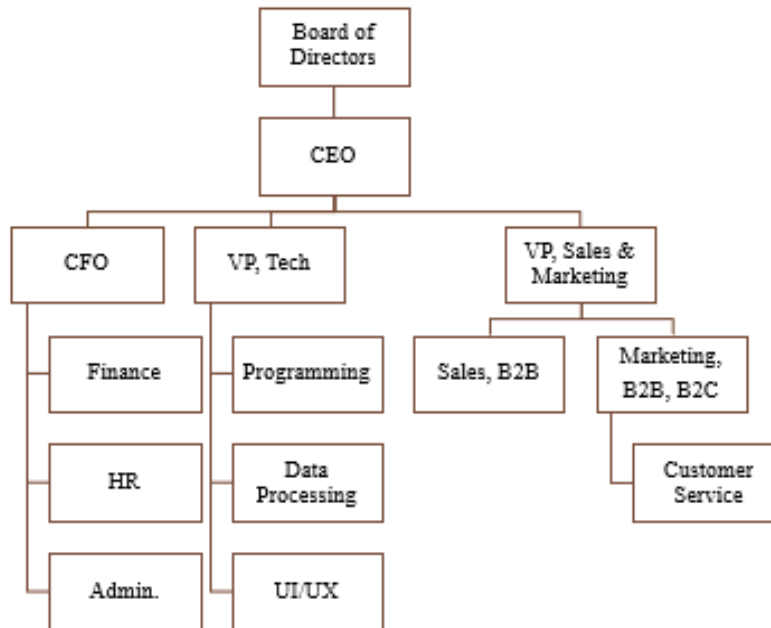 Board of
Directors
CEO
CFO
VP, Tech
VP, Sales &
Marketing
Finance
Programming
Sales, B2B
Marketing,
B2B, B2C
HR
Data
Processing
Customer
Service
Admin.
UI/UX